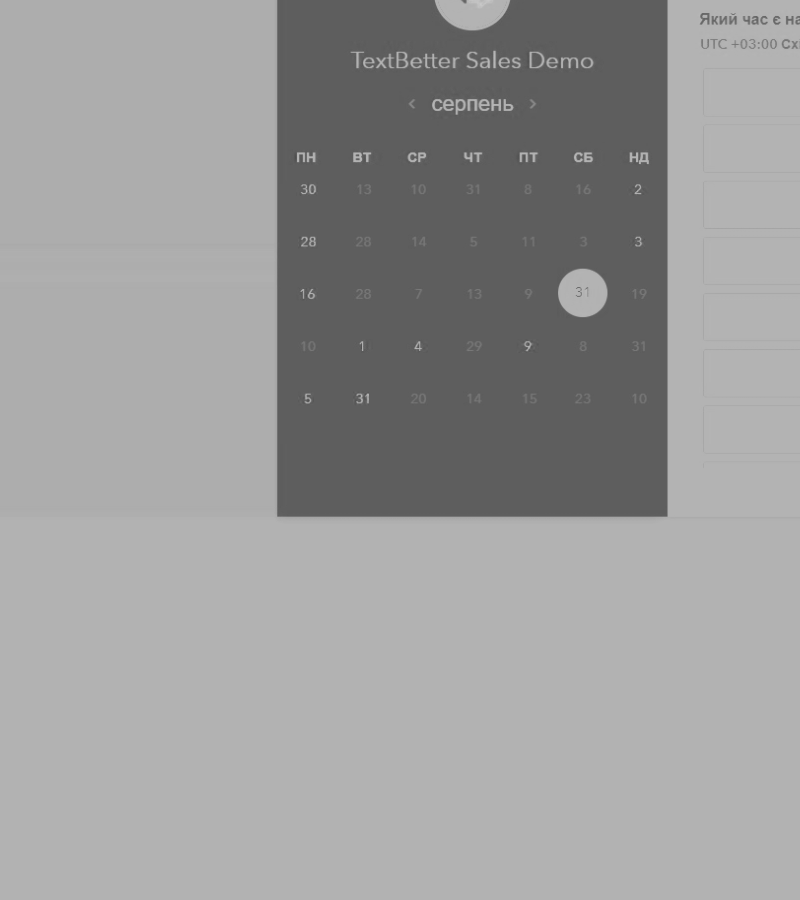 Який час є на
UTC +03:00 Сх
TextBetter Sales Demo
< серпень >
ПН ВТ СР ЧТ ПТ СБ НД
30 13 10 31 8 16 2
28 28 14 5 11 3 3
16 28 7 13 9 31 19
10 1 4 29 9 8 31
5 31 20 14 15 23 10